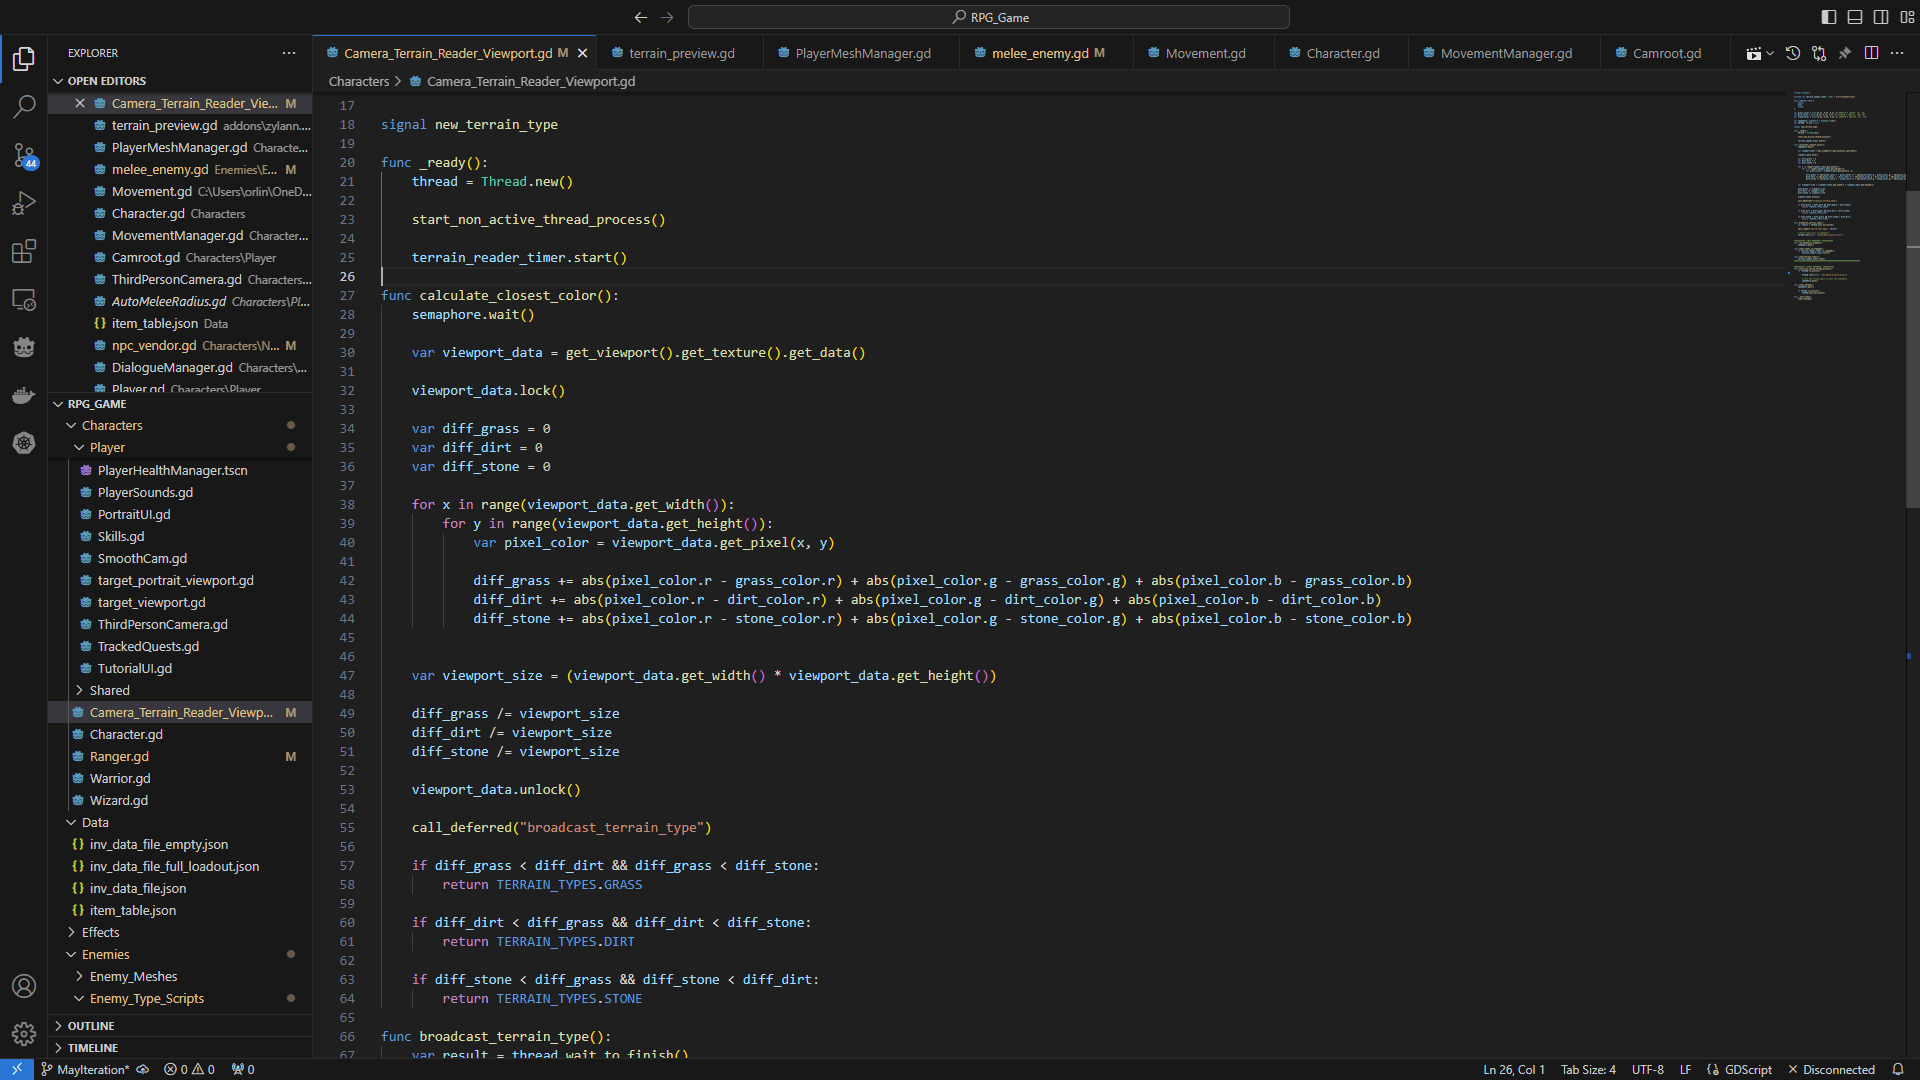 RPG_Game
EXPLORER
OPEN EDITORS
Camera_Terrain_Reader_Vie... M
terrain_preview.gd addons\zylann....
PlayerMeshManager.gd Characte...
melee_enemy.gd Enemies\E... M
Movement.gd C:\Users\orlin\OneD...
Character.gd Characters
MovementManager.gd Character...
Camroot.gd Characters\Player
ThirdPersonCamera.gd Characters...
AutoMeleeRadius.gd Characters\Pl...
{} item_table.json Data
npc_vendor.gd Characters\N... M
DialogueManager.gd Characters\...
Player.gd Characters\Player
RPG_GAME
Characters
Player
PlayerHealthManager.tscn
PlayerSounds.gd
PortraitUI.gd
Skills.gd
SmoothCam.gd
target_portrait_viewport.gd
target_viewport.gd
ThirdPersonCamera.gd
TrackedQuests.gd
TutorialUI.gd
Shared
Camera_Terrain_Reader_Viewp... M
Character.gd
Ranger.gd M
Warrior.gd
Wizard.gd
Data
{} inv_data_file_empty.json
{} inv_data_file_full_loadout.json
{} inv_data_file.json
{} item_table.json
Effects
Enemies
Enemy_Meshes
Enemy_Type_Scripts
OUTLINE
TIMELINE
44
Camera_Terrain_Reader_Viewport.gd M
terrain_preview.gd
PlayerMeshManager.gd
melee_enemy.gd M
Movement.gd
Character.gd
MovementManager.gd
Camroot.gd
Characters > Camera_Terrain_Reader_Viewport.gd
17
18 signal new_terrain_type
19
20 func _ready():
21 thread = Thread.new()
22
23 start_non_active_thread_process()
24
25 terrain_reader_timer.start()
26
27 func calculate_closest_color():
28 semaphore.wait()
29
30 var viewport_data = get_viewport().get_texture().get_data()
31
32 viewport_data.lock()
33
34 var diff_grass = 0
35 var diff_dirt = 0
36 var diff_stone = 0
37
38 for x in range(viewport_data.get_width()):
39 for y in range(viewport_data.get_height()):
40 var pixel_color = viewport_data.get_pixel(x, y)
41
42 diff_grass += abs(pixel_color.r - grass_color.r) + abs(pixel_color.g - grass_color.g) + abs(pixel_color.b - grass_color.b)
43 diff_dirt += abs(pixel_color.r - dirt_color.r) + abs(pixel_color.g - dirt_color.g) + abs(pixel_color.b - dirt_color.b)
44 diff_stone += abs(pixel_color.r - stone_color.r) + abs(pixel_color.g - stone_color.g) + abs(pixel_color.b - stone_color.b)
45
46
47 var viewport_size = (viewport_data.get_width() * viewport_data.get_height())
48
49 diff_grass /= viewport_size
50 diff_dirt /= viewport_size
51 diff_stone /= viewport_size
52
53 viewport_data.unlock()
54
55 call_deferred("broadcast_terrain_type")
56
57 if diff_grass < diff_dirt && diff_grass < diff_stone:
58 return TERRAIN_TYPES.GRASS
59
60 if diff_dirt < diff_grass && diff_dirt < diff_stone:
61 return TERRAIN_TYPES.DIRT
62
63 if diff_stone < diff_grass && diff_stone < diff_dirt:
64 return TERRAIN_TYPES.STONE
65
66 func broadcast_terrain_type():
67 var result = thread.wait_to_finish()
MayIteration* 0 0 0
Ln 26, Col 1 Tab Size: 4 UTF-8 LF GDScript Disconnected